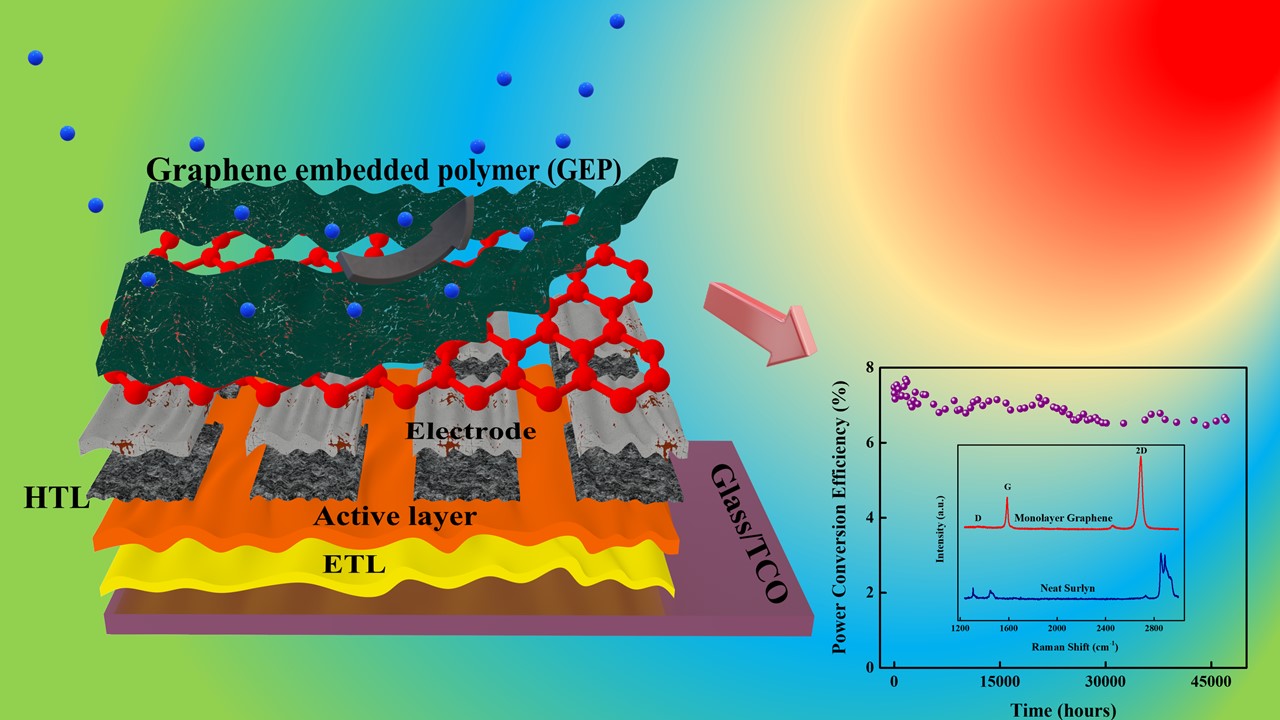 Graphene embedded polymer (GEP)
Electrode
HTL
Active layer
ETL
Glass/TCO
Power Conversion Efficiency (%)
8
6
4
2
0
0 15000 30000 45000
Time (hours)
Intensity (a.u.)
2D
G
D
Monolayer Graphene
Neat Surlyn
1200 1600 2000 2400 2800
Raman Shift (cm⁻¹)